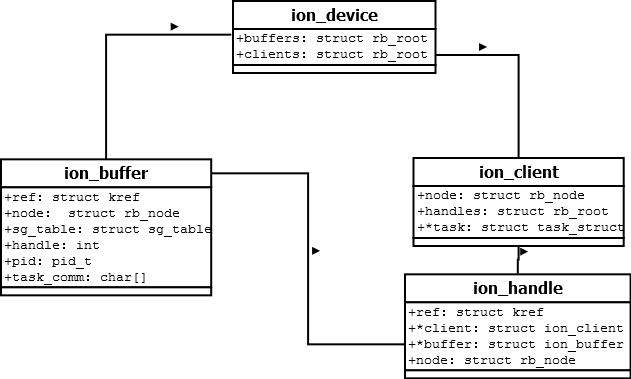 ion_device
+buffers: struct rb_root
+clients: struct rb_root
ion_buffer
+ref: struct kref
+node:  struct rb_node
+sg_table: struct sg_table
+handle: int
+pid: pid_t
+task_comm: char[]
ion_client
+node: struct rb_node
+handles: struct rb_root
+*task: struct task_struct
ion_handle
+ref: struct kref
+*client: struct ion_client
+*buffer: struct ion_buffer
+node: struct rb_node